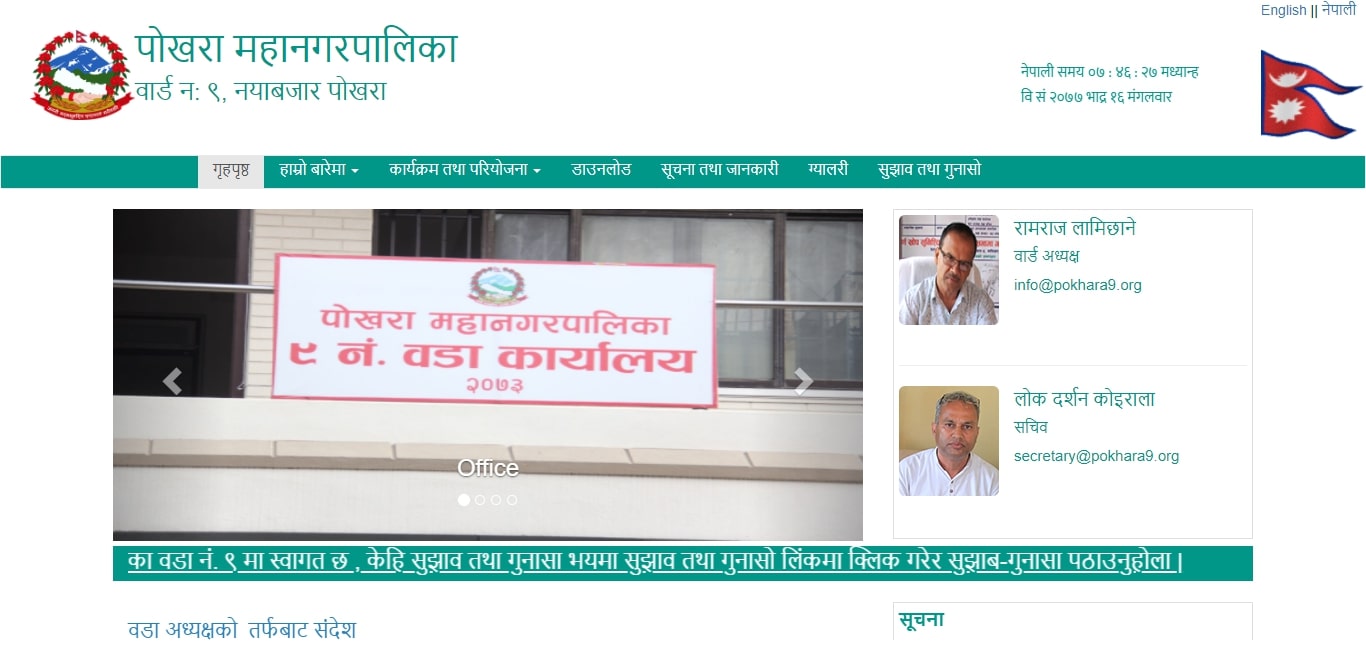 English || नेपाली
पोखरा महानगरपालिका
वार्ड न: ९, नयाबजार पोखरा
नेपाली समय ०७ : ४६ : २७ मध्यान्ह
वि सं २०७७ भाद्र १६ मंगलवार
गृहपृष्ठ हाम्रो बारेमा कार्यक्रम तथा परियोजना डाउनलोड सूचना तथा जानकारी ग्यालरी सुझाव तथा गुनासो
पोखरा महानगरपालिका
९ नं. वडा कार्यालय
२०७३
Office
रामराज लामिछाने
वार्ड अध्यक्ष
info@pokhara9.org
लोक दर्शन कोइराला
सचिव
secretary@pokhara9.org
का वडा नं. ९ मा स्वागत छ , केहि सुझाव तथा गुनासा भयमा सुझाव तथा गुनासो लिंकमा क्लिक गरेर सुझाब-गुनासा पठाउनुहोला |
वडा अध्यक्षको तर्फबाट संदेश
सूचना